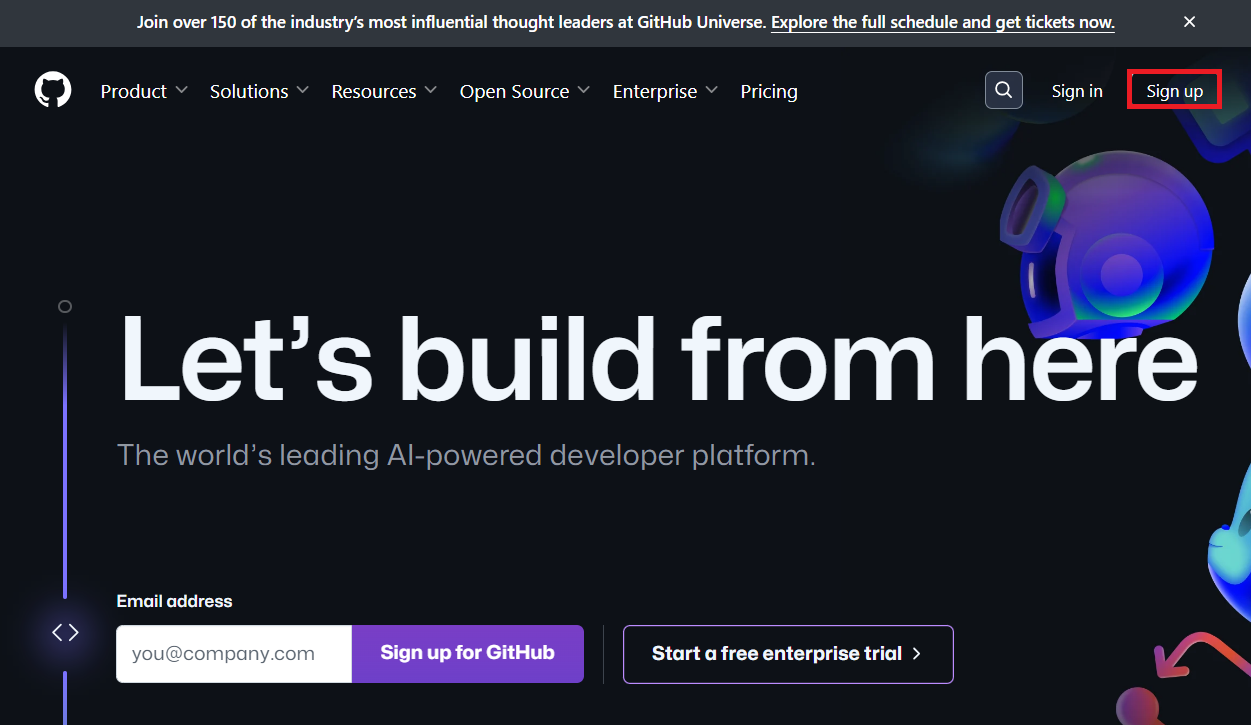 Join over 150 of the industry’s most influential thought leaders at GitHub Universe. Explore the full schedule and get tickets now.
Product Solutions Resources Open Source Enterprise Pricing Sign in Sign up
Let’s build from here
The world’s leading AI-powered developer platform.
Email address
you@company.com Sign up for GitHub Start a free enterprise trial